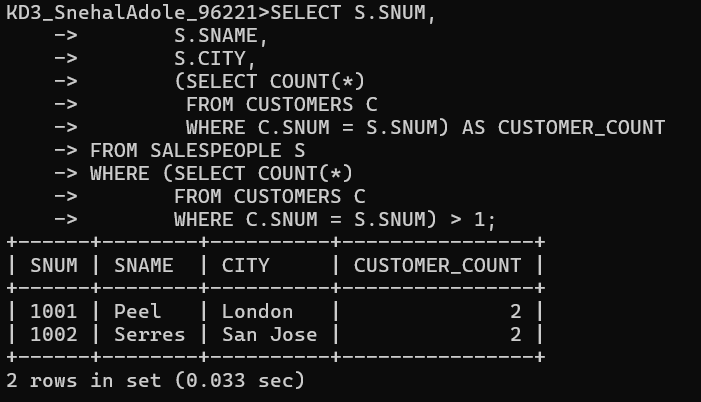 KD3_SnehalAdole_96221>SELECT S.SNUM,
    ->        S.SNAME,
    ->        S.CITY,
    ->        (SELECT COUNT(*)
    ->         FROM CUSTOMERS C
    ->         WHERE C.SNUM = S.SNUM) AS CUSTOMER_COUNT
    -> FROM SALESPEOPLE S
    -> WHERE (SELECT COUNT(*)
    ->        FROM CUSTOMERS C
    ->        WHERE C.SNUM = S.SNUM) > 1;
+------+--------+----------+----------------+
| SNUM | SNAME  | CITY     | CUSTOMER_COUNT |
+------+--------+----------+----------------+
| 1001 | Peel   | London   |              2 |
| 1002 | Serres | San Jose |              2 |
+------+--------+----------+----------------+
2 rows in set (0.033 sec)